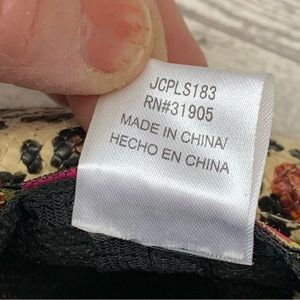 JCPLS183
RN#31905
MADE IN CHINA/
HECHO EN CHINA